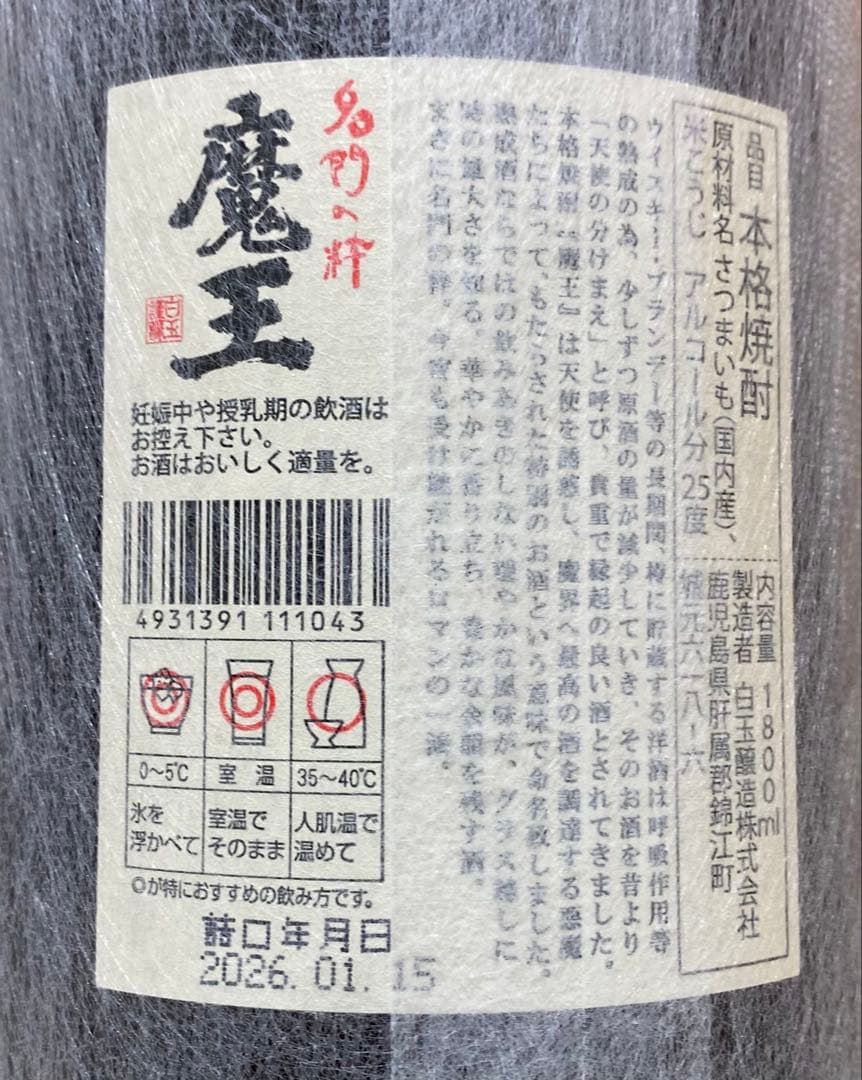 品目 本格焼酎
原材料名 さつまいも(国内産)、
米こうじ アルコール分 25度
内容量 1800ml
製造者 白玉醸造株式会社
鹿児島県肝属郡錦江町
城元六ー八ー六
ウイスキー・ブランデー等の長期間、樽に貯蔵する洋酒は呼吸作用等
の熟成の為、少しずつ原酒の量が減少していき、そのお酒を昔より
「天使の分けまえ」と呼び、貴重で縁起の良い酒とされてきました。
本格焼酎『魔王』は天使を誘惑し、魔界へ最高の酒を調達する悪魔
たちによって、もたらされた特別のお酒という意味で命名致しました。
熟成酒ならではの飲みあきのしない穏やかな風味が、グラス越しに
時の雄大さを知る。華やかに香り立ち 豊かな余韻を残す酒。
まさに名門の粋。今宵も受け継がれるロマンの一滴。
名門の粋
魔王
白玉
妊娠中や授乳期の飲酒は
お控え下さい。
お酒はおいしく適量を。
4931391 111043
0〜5℃ 室温 35〜40℃
氷を
浮かべて
室温で
そのまま
人肌温で
温めて
◎が特におすすめの飲み方です。
詰口年月日
2026.01.15